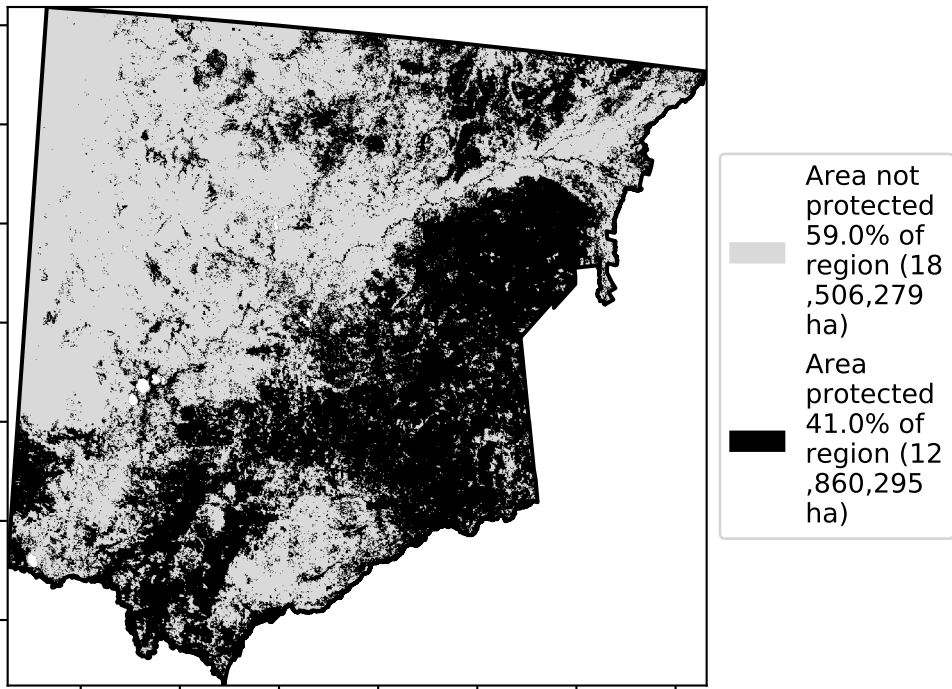 Area not
protected
59.0% of
region (18
,506,279
ha)
Area
protected
41.0% of
region (12
,860,295
ha)